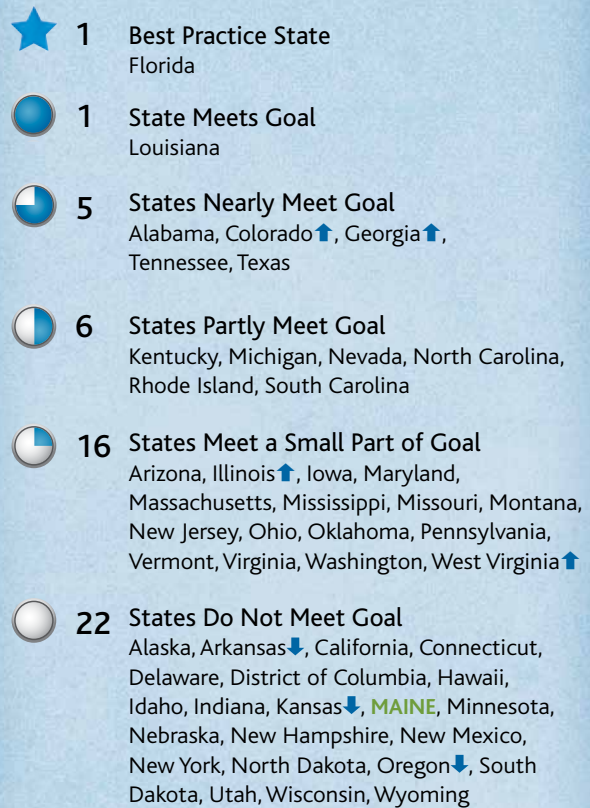 1 Best Practice State
Florida
1 State Meets Goal
Louisiana
5 States Nearly Meet Goal
Alabama, Colorado⬆, Georgia⬆,
Tennessee, Texas
6 States Partly Meet Goal
Kentucky, Michigan, Nevada, North Carolina,
Rhode Island, South Carolina
16 States Meet a Small Part of Goal
Arizona, Illinois⬆, Iowa, Maryland,
Massachusetts, Mississippi, Missouri, Montana,
New Jersey, Ohio, Oklahoma, Pennsylvania,
Vermont, Virginia, Washington, West Virginia⬆
22 States Do Not Meet Goal
Alaska, Arkansas⬇, California, Connecticut,
Delaware, District of Columbia, Hawaii,
Idaho, Indiana, Kansas⬇, MAINE, Minnesota,
Nebraska, New Hampshire, New Mexico,
New York, North Dakota, Oregon⬇, South
Dakota, Utah, Wisconsin, Wyoming